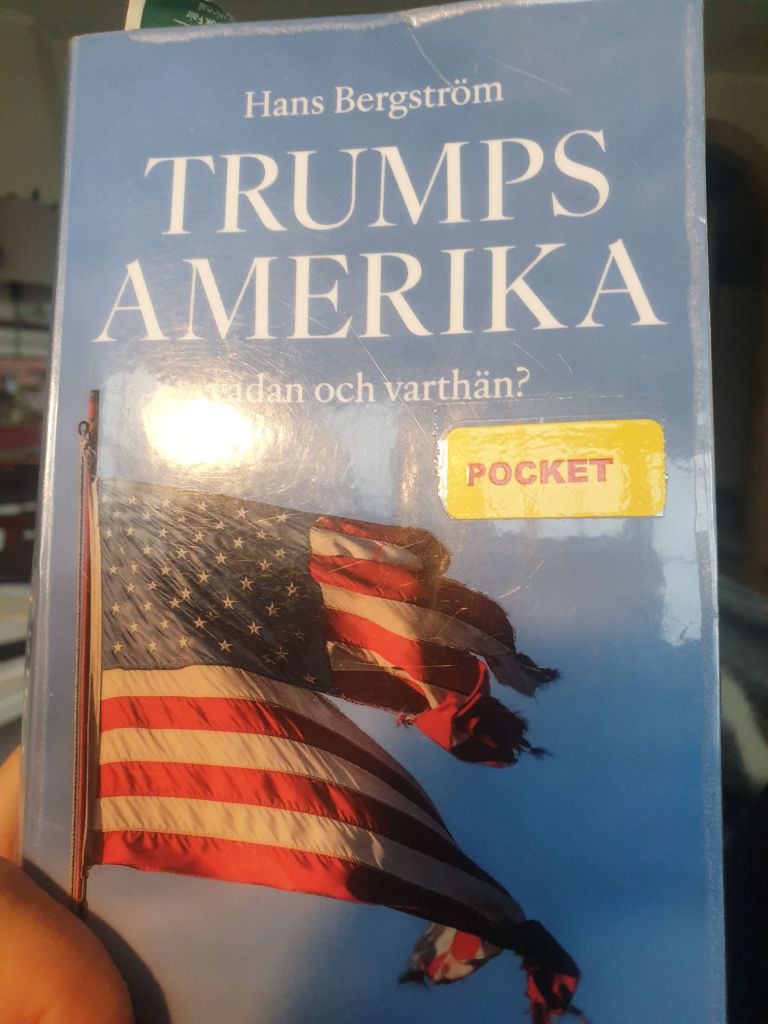 Hans Bergström
TRUMPS
AMERIKA
och varthän?
POCKET